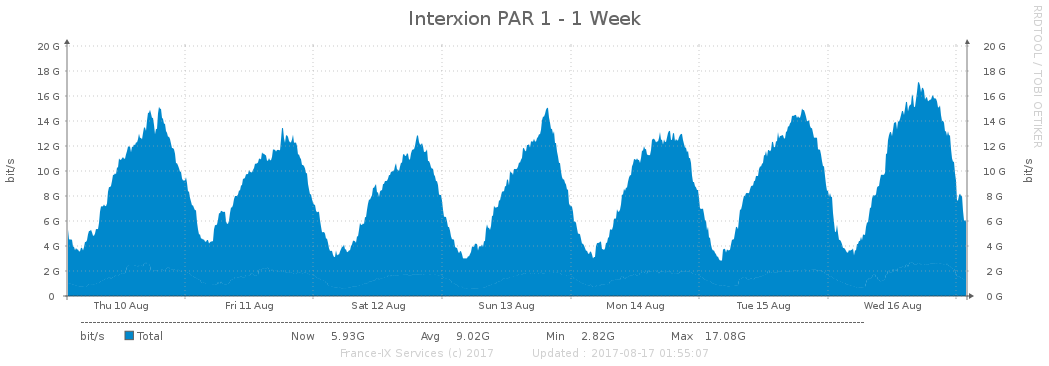 Interxion PAR 1 - 1 Week
RRDTOOL / TOBI OETIKER
bit/s
20 G 20 G
18 G 18 G
16 G 16 G
14 G 14 G
12 G 12 G
10 G 10 G
8 G 8 G
6 G 6 G
4 G 4 G
2 G 2 G
0 0 G
bit/s
Thu 10 Aug Fri 11 Aug Sat 12 Aug Sun 13 Aug Mon 14 Aug Tue 15 Aug Wed 16 Aug
bit/s Total Now 5.93G Avg 9.02G Min 2.82G Max 17.08G
France-IX Services (c) 2017 Updated : 2017-08-17 01:55:07